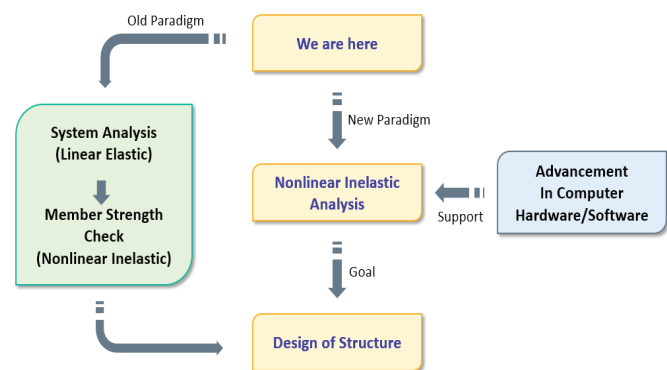 Old Paradigm
We are here
New Paradigm
System Analysis
(Linear Elastic)
Member Strength
Check
(Nonlinear Inelastic)
Nonlinear Inelastic
Analysis
Support
Advancement
In Computer
Hardware/Software
Goal
Design of Structure